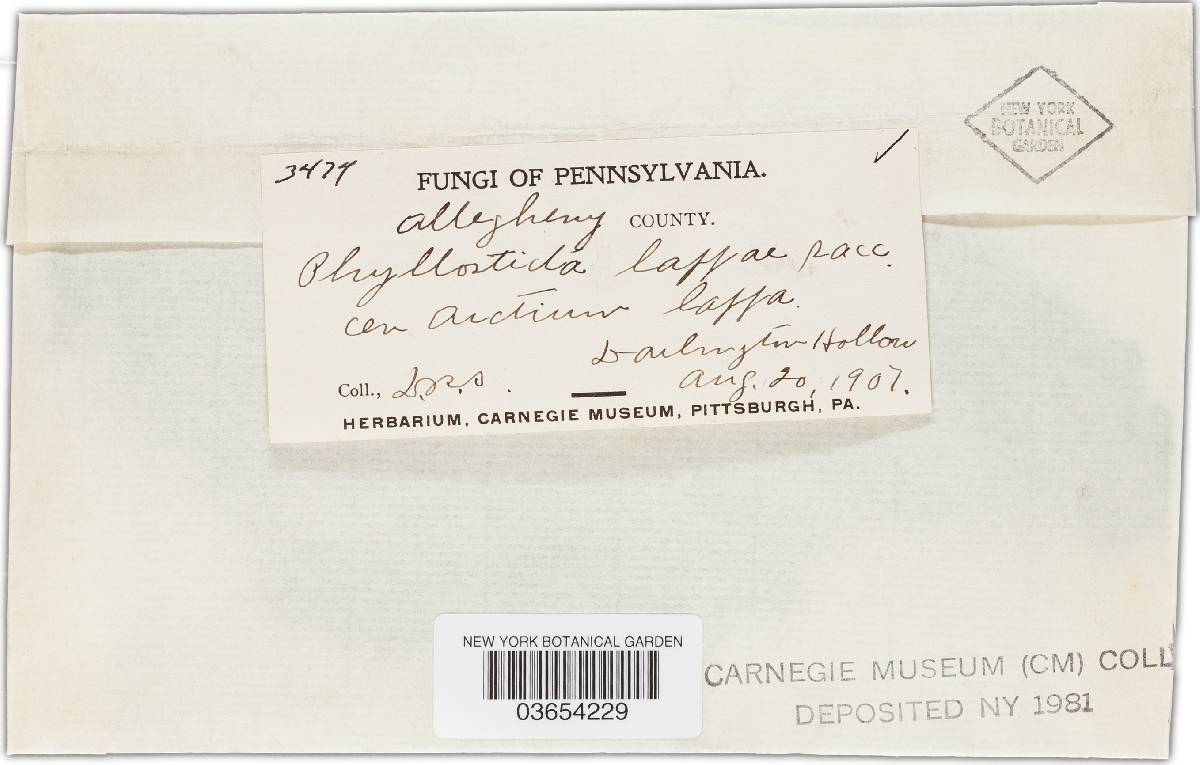 NEW YORK
BOTANICAL
GARDEN
3479 ✓
FUNGI OF PENNSYLVANIA.
Allegheny COUNTY.
Phyllosticta lappae sacc.
on Arctium lappa.
Darlington Hollow
Coll., D.R.S. Aug. 20, 1907.
HERBARIUM, CARNEGIE MUSEUM, PITTSBURGH, PA.
NEW YORK BOTANICAL GARDEN
03654229
CARNEGIE MUSEUM (CM) COLL
DEPOSITED NY 1981